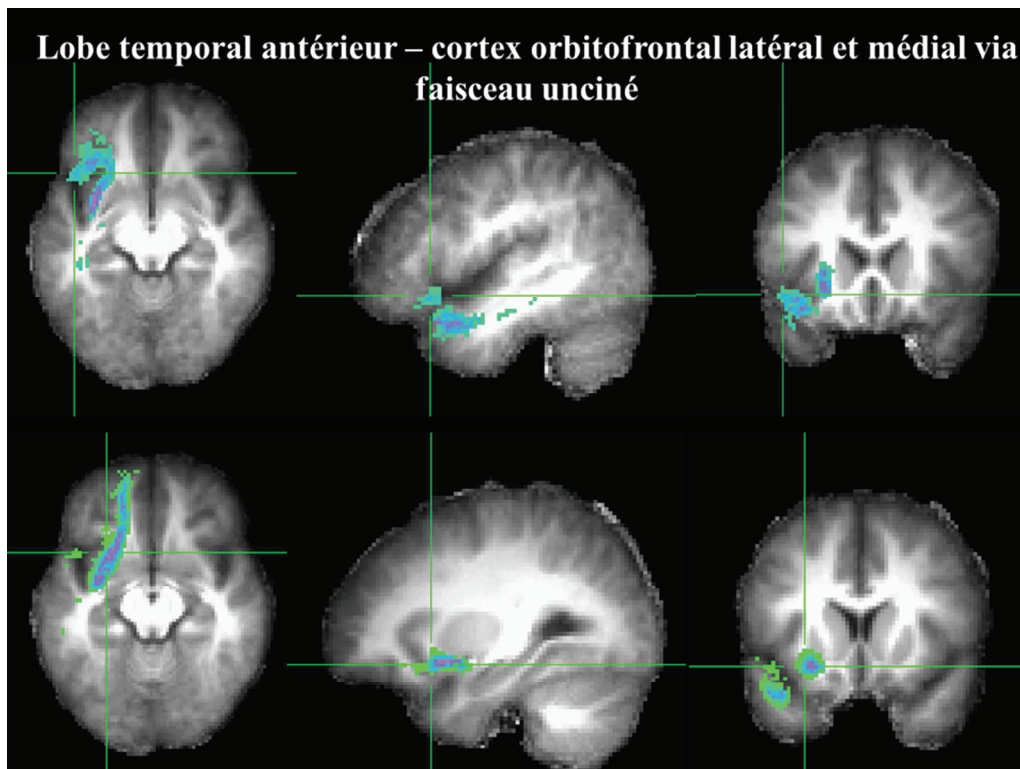 Lobe temporal antérieur – cortex orbitofrontal latéral et médial via
faisceau unciné